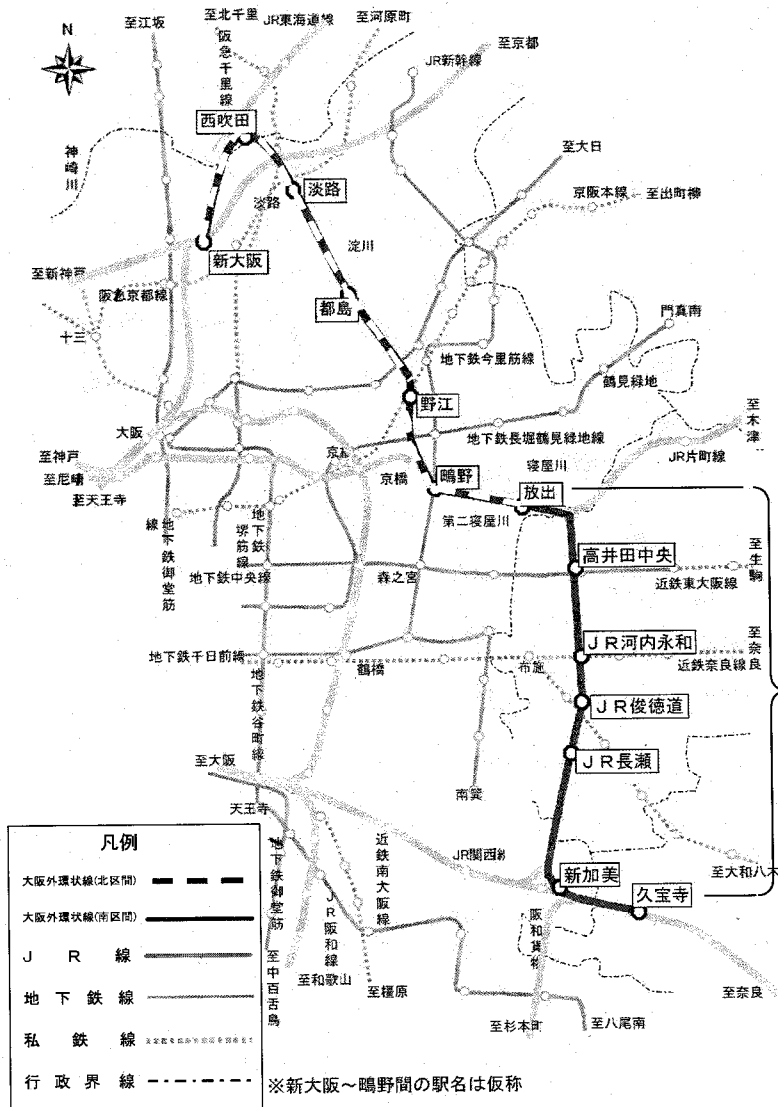 至江坂
至北千里
JR東海道線
至河原町
至京都
N
阪急千里線
JR新幹線
西吹田
神崎川
至大日
京阪本線
至出町柳
淡路
淡路
淀川
新大阪
至新神戸
阪急京都線
都島
門真南
十三
地下鉄今里筋線
鶴見緑地
野江
至木津
大阪
地下鉄長堀鶴見緑地線
JR片町線
至神戸
京橋
寝屋川
至尼崎
鴫野
放出
至天王寺
第二寝屋川
地下鉄御堂筋線
地下鉄堺筋線
高井田中央
至生駒
地下鉄中央線
森之宮
近鉄東大阪線
JR河内永和
至奈良
地下鉄千日前線
鶴橋
布施
近鉄奈良線
JR俊徳道
地下鉄谷町線
JR長瀬
至大阪
南巽
天王寺
JR関西線
至大和八木
新加美
久宝寺
地下鉄御堂筋
近鉄南大阪線
JR阪和線
阪和貨物
至中百舌鳥
至和歌山
至橿原
至杉本町
至八尾南
至奈良
凡例
大阪外環状線(北区間)
大阪外環状線(南区間)
JR線
地下鉄線
私鉄線
行政界線
※新大阪～鴫野間の駅名は仮称